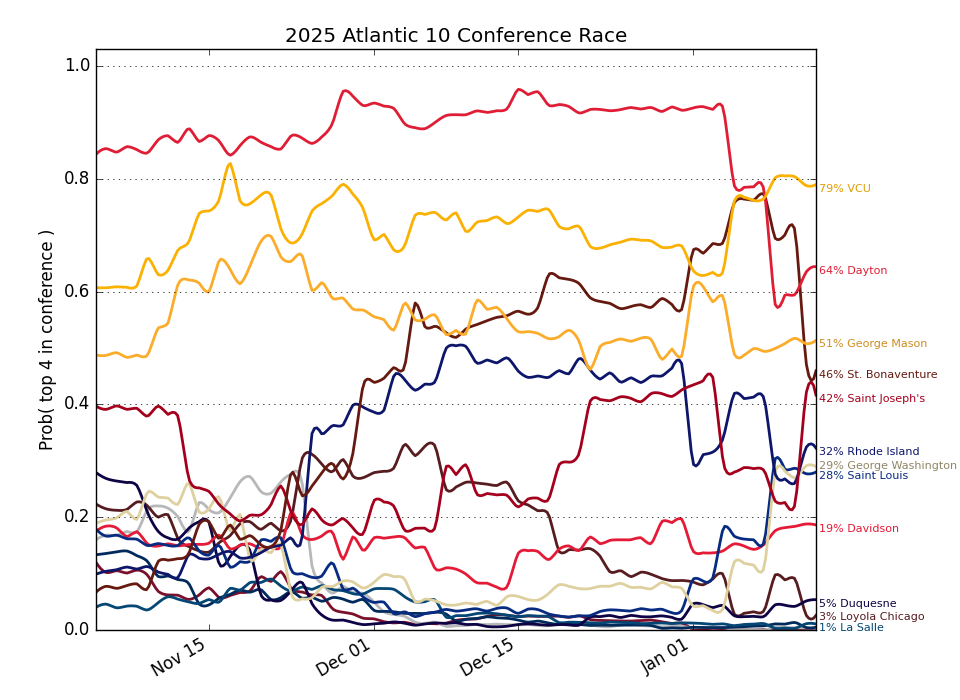 2025 Atlantic 10 Conference Race
Prob( top 4 in conference )
1.0
0.8
0.6
0.4
0.2
0.0
Nov 15
Dec 01
Dec 15
Jan 01
79% VCU
64% Dayton
51% George Mason
46% St. Bonaventure
42% Saint Joseph's
32% Rhode Island
29% George Washington
28% Saint Louis
19% Davidson
5% Duquesne
3% Loyola Chicago
1% La Salle